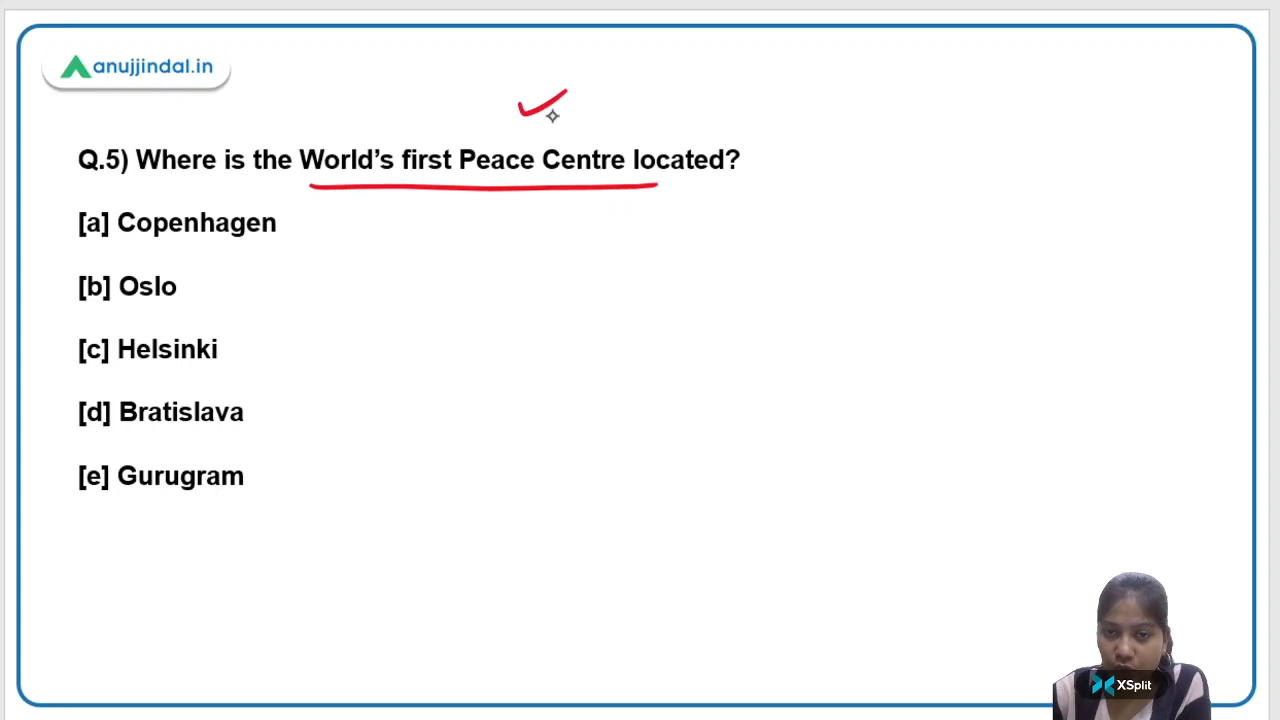 anujjindal.in
Q.5) Where is the World's first Peace Centre located?
[a] Copenhagen
[b] Oslo
[c] Helsinki
[d] Bratislava
[e] Gurugram
XSplit